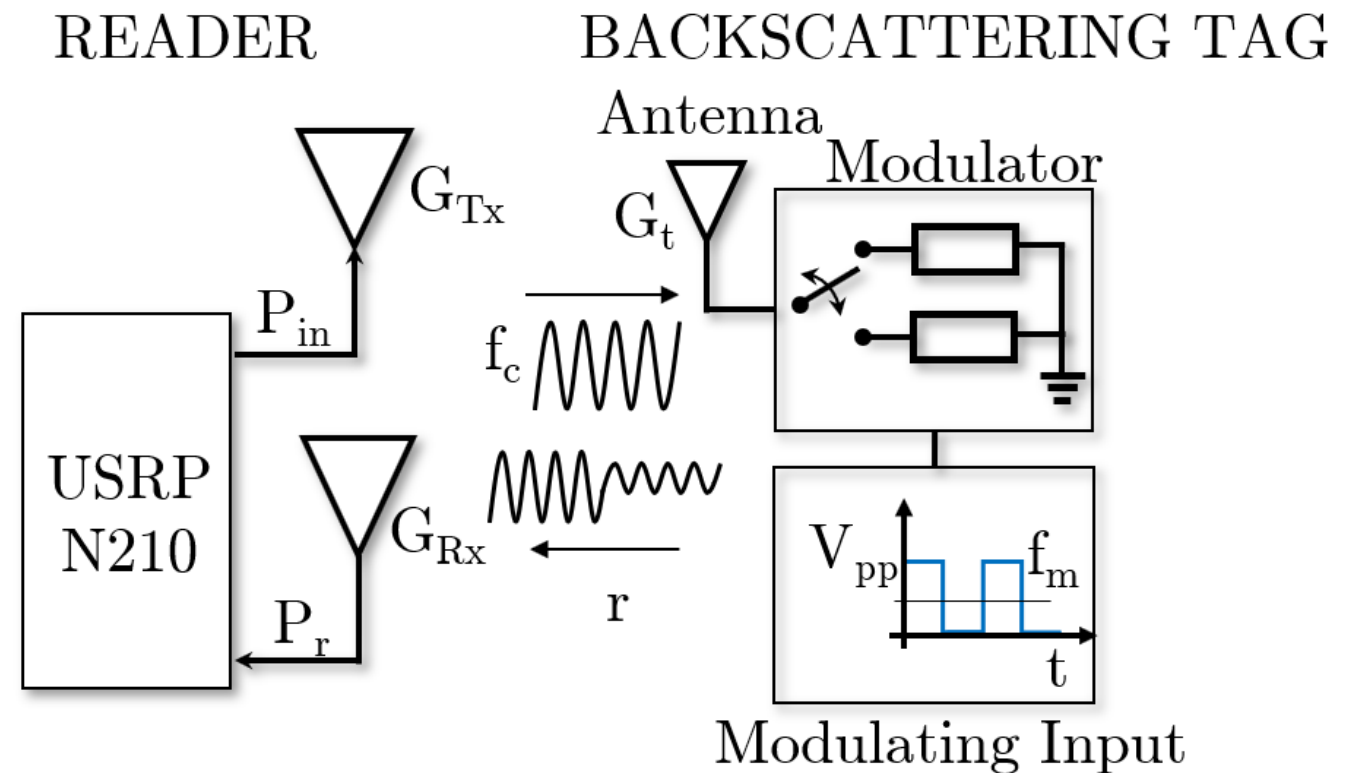 READER
BACKSCATTERING TAG
Antenna
Modulator
G_Tx
G_t
P_in
f_c
USRP
N210
G_Rx
P_r
r
V_pp
f_m
t
Modulating Input